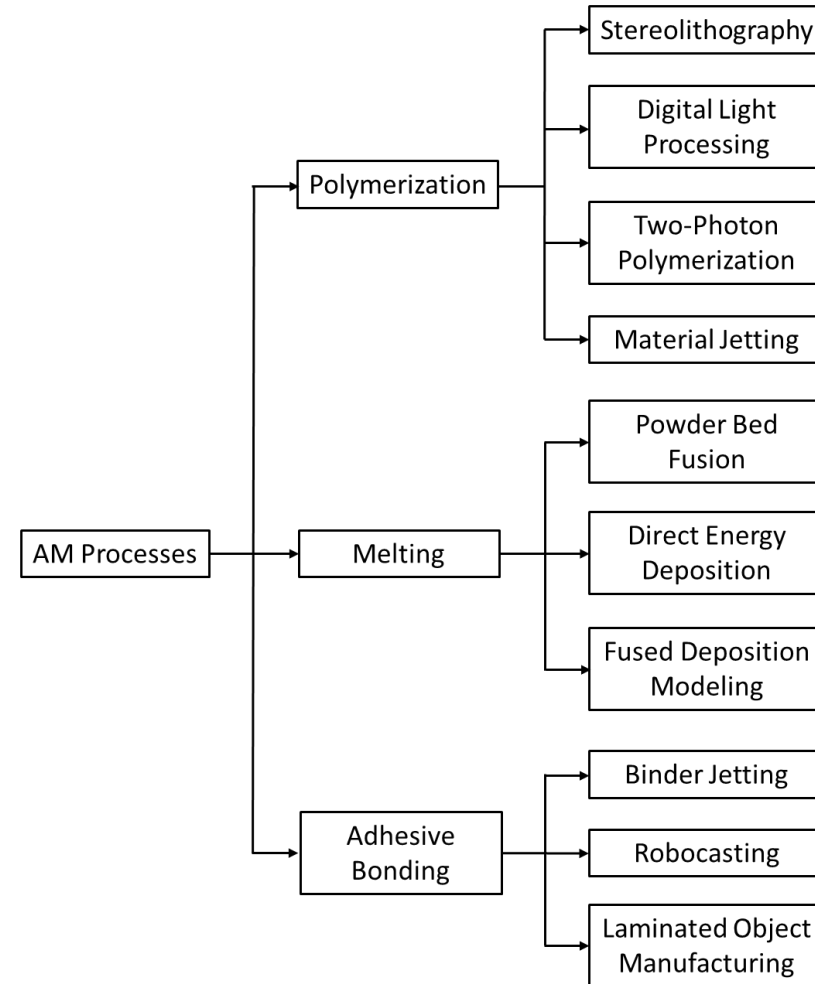 Stereolithography
Digital Light
Processing
Polymerization
Two-Photon
Polymerization
Material Jetting
Powder Bed
Fusion
AM Processes
Melting
Direct Energy
Deposition
Fused Deposition
Modeling
Binder Jetting
Adhesive
Bonding
Robocasting
Laminated Object
Manufacturing